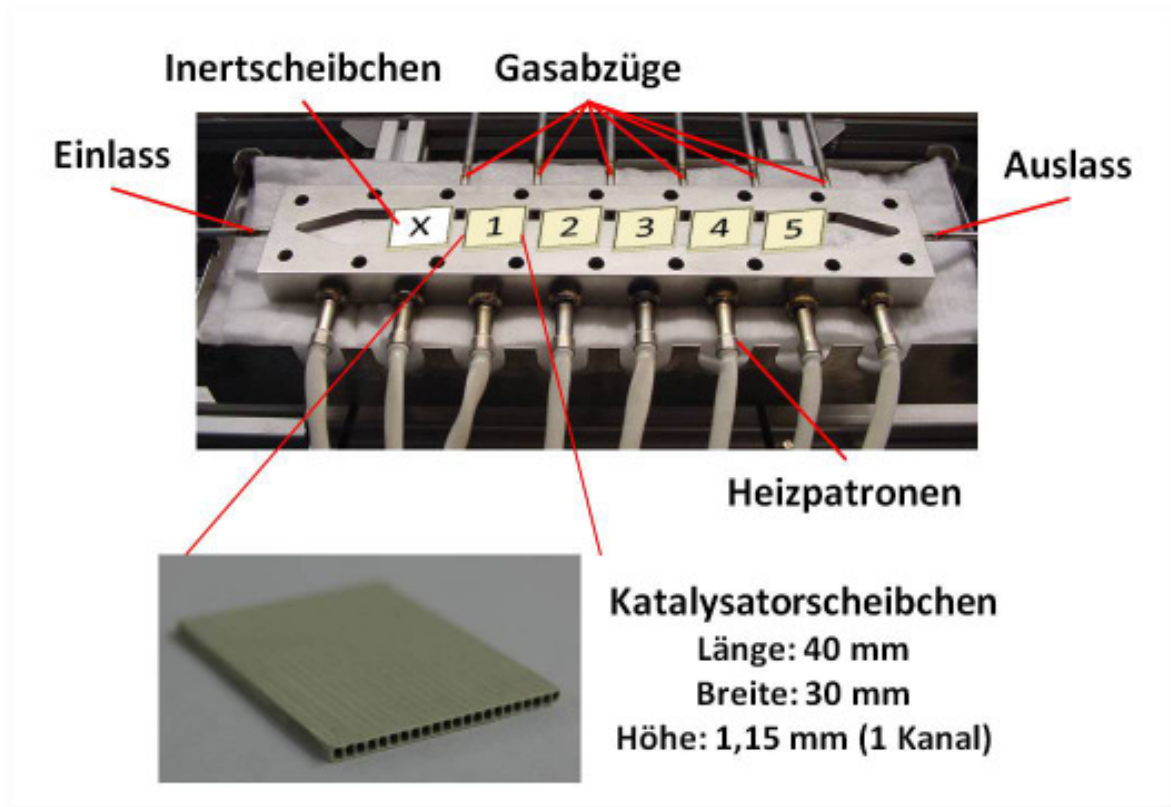 Inertscheibchen
Gasabzüge
Einlass
Auslass
X
1
2
3
4
5
Heizpatronen
Katalysatorscheibchen
Länge: 40 mm
Breite: 30 mm
Höhe: 1,15 mm (1 Kanal)